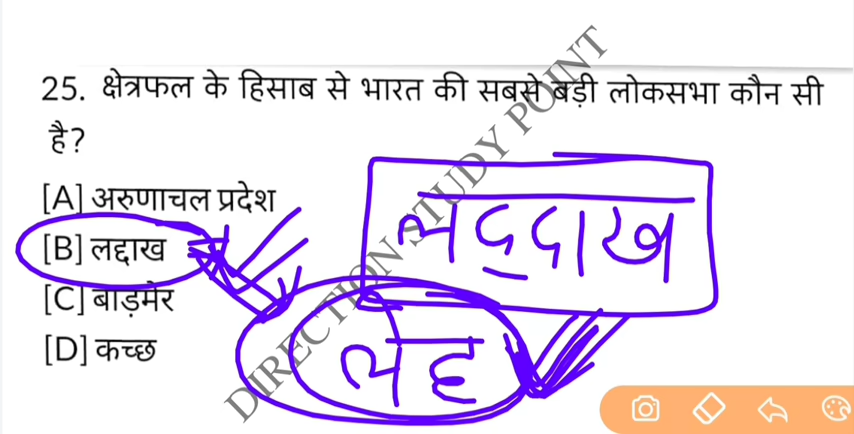 25. क्षेत्रफल के हिसाब से भारत की सबसे बड़ी लोकसभा कौन सी
है?
[A] अरुणाचल प्रदेश
[B] लद्दाख
लद्दाख
[C] बाड़मेर
[D] कच्छ
DIRECTION STUDY POINT